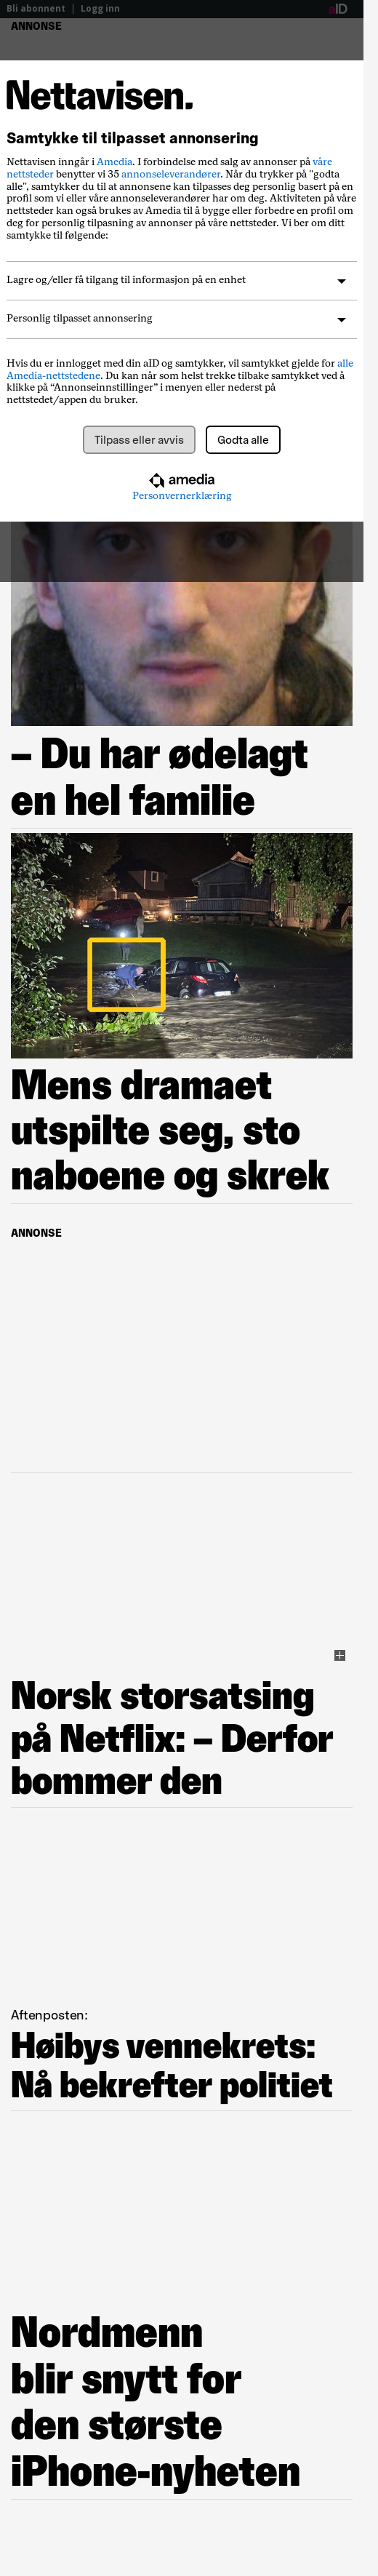 Bli abonnent | Logg inn
aID
ANNONSE
Nettavisen.
Samtykke til tilpasset annonsering
Nettavisen inngår i Amedia. I forbindelse med salg av annonser på våre
nettsteder benytter vi 35 annonseleverandører. Når du trykker på "godta
alle", samtykker du til at annonsene kan tilpasses deg personlig basert på en
profil som vi eller våre annonseleverandører har om deg. Aktiviteten på våre
nettsteder kan også brukes av Amedia til å bygge eller forbedre en profil om
deg for personlig tilpasning av annonser på våre nettsteder. Vi ber om ditt
samtykke til følgende:
Lagre og/eller få tilgang til informasjon på en enhet
Personlig tilpasset annonsering
Hvis du er innlogget med din aID og samtykker, vil samtykket gjelde for alle
Amedia-nettstedene. Du kan når som helst trekke tilbake samtykket ved å
klikke på “Annonseinnstillinger” i menyen eller nederst på
nettstedet/appen du bruker.
Tilpass eller avvis Godta alle
amedia
Personvernerklæring
– Du har ødelagt
en hel familie
Mens dramaet
utspilte seg, sto
naboene og skrek
ANNONSE
Norsk storsatsing
på Netflix: – Derfor
bommer den
Aftenposten:
Høibys vennekrets:
Nå bekrefter politiet
Nordmenn
blir snytt for
den største
iPhone-nyheten